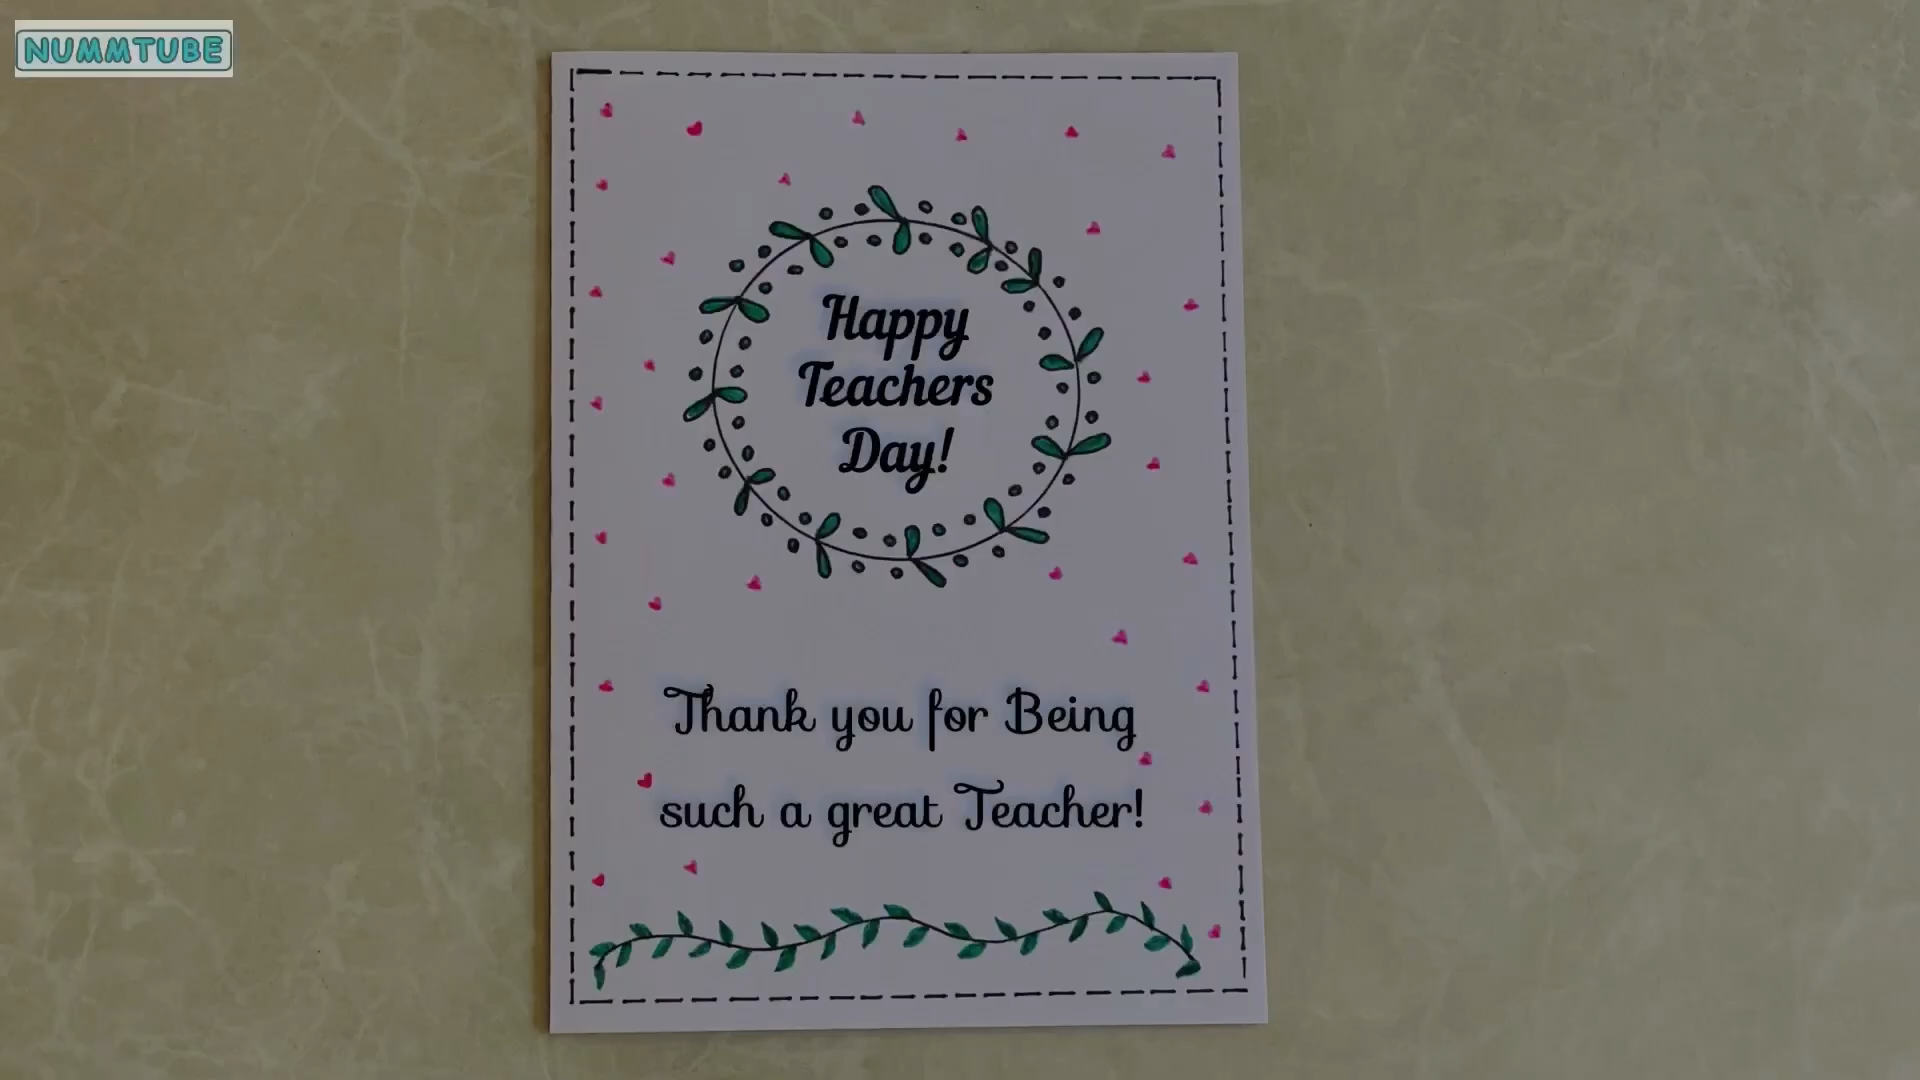 NUMMTUBE
Happy
Teachers
Day!
Thank you for Being
such a great Teacher!